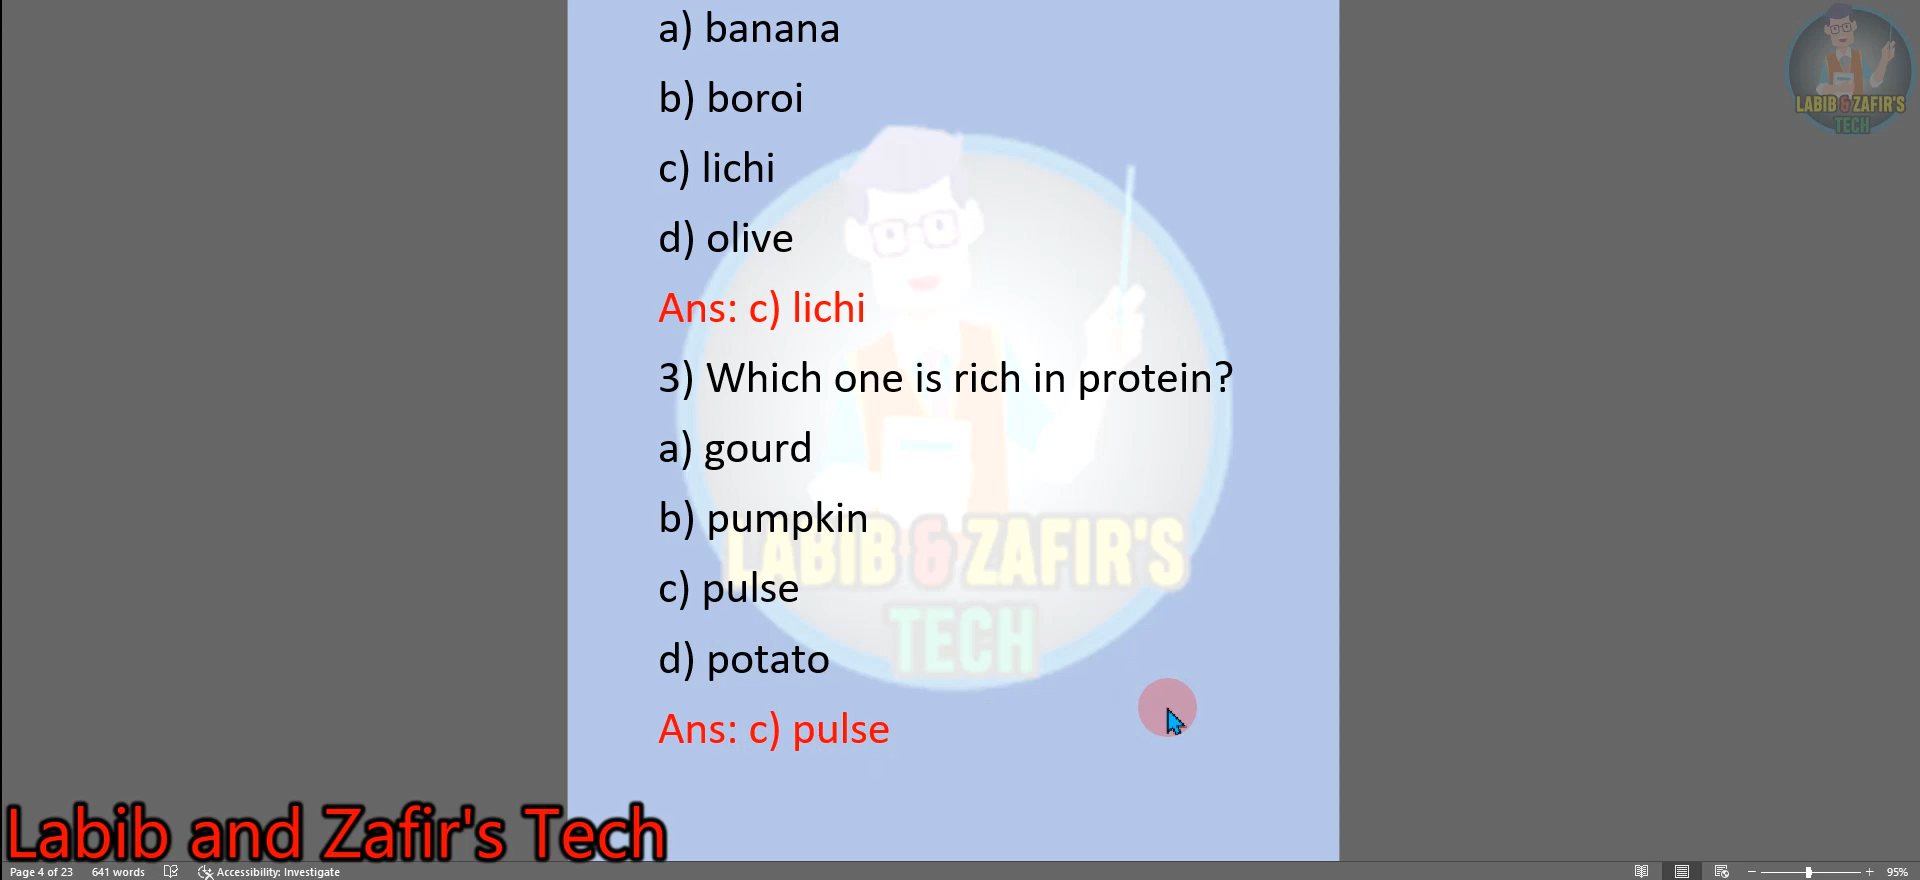 a) banana
b) boroi
c) lichi
d) olive
Ans: c) lichi
3) Which one is rich in protein?
a) gourd
b) pumpkin
c) pulse
d) potato
Ans: c) pulse
LABIB & ZAFIR'S
TECH
LABIB & ZAFIR'S
TECH
Labib and Zafir's Tech
Page 4 of 23 641 words Accessibility: Investigate 95%